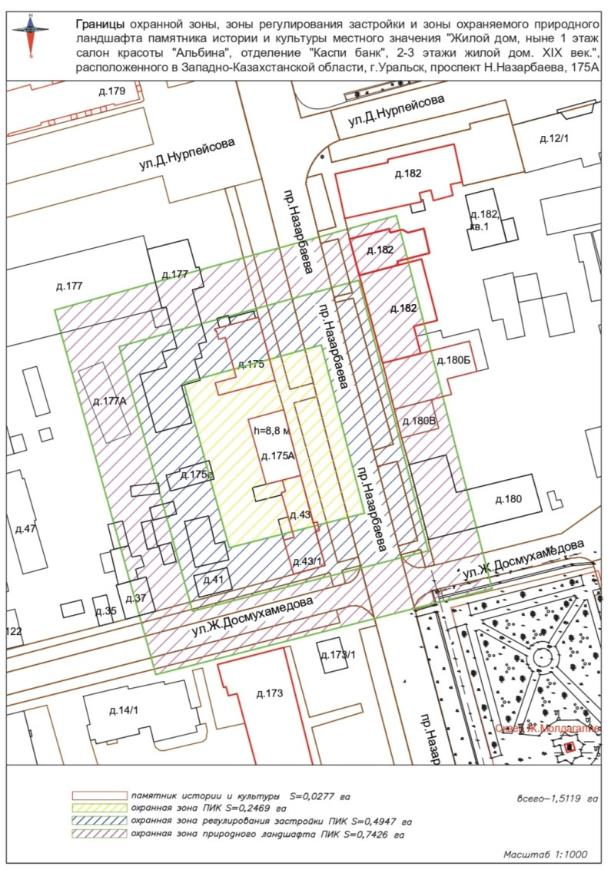 Границы охранной зоны, зоны регулирования застройки и зоны охраняемого природного
ландшафта памятника истории и культуры местного значения "Жилой дом, ныне 1 этаж
салон красоты "Альбина", отделение "Каспи банк", 2-3 этажи жилой дом. XIX век.",
расположенного в Западно-Казахстанской области, г.Уральск, проспект Н.Назарбаева, 175А
д.179
ул.Д.Нурпейсова
ул.Д.Нурпейсова
д.12/1
д.182
пр.Назарбаева
д.182,
кв.1
д.182
д.177
д.177
д.182
пр.Назарбаева
д.175
д.180Б
д.177А
д.180В
h=8,8 м
д.175А
д.175г
пр.Назарбаева
д.180
д.43
д.47
д.43/1
ул.Ж.Досмухамедова
д.41
д.37
д.35
122
ул.Ж.Досмухамедова
д.173/1
д.173
д.14/1
пр.Назар
памятник истории и культуры S=0,0277 га
всего-1,5119 га
охранная зона ПИК S=0,2469 га
охранная зона регулирования застройки ПИК S=0,4947 га
охранная зона природного ландшафта ПИК S=0,7426 га
Масштаб 1:1000